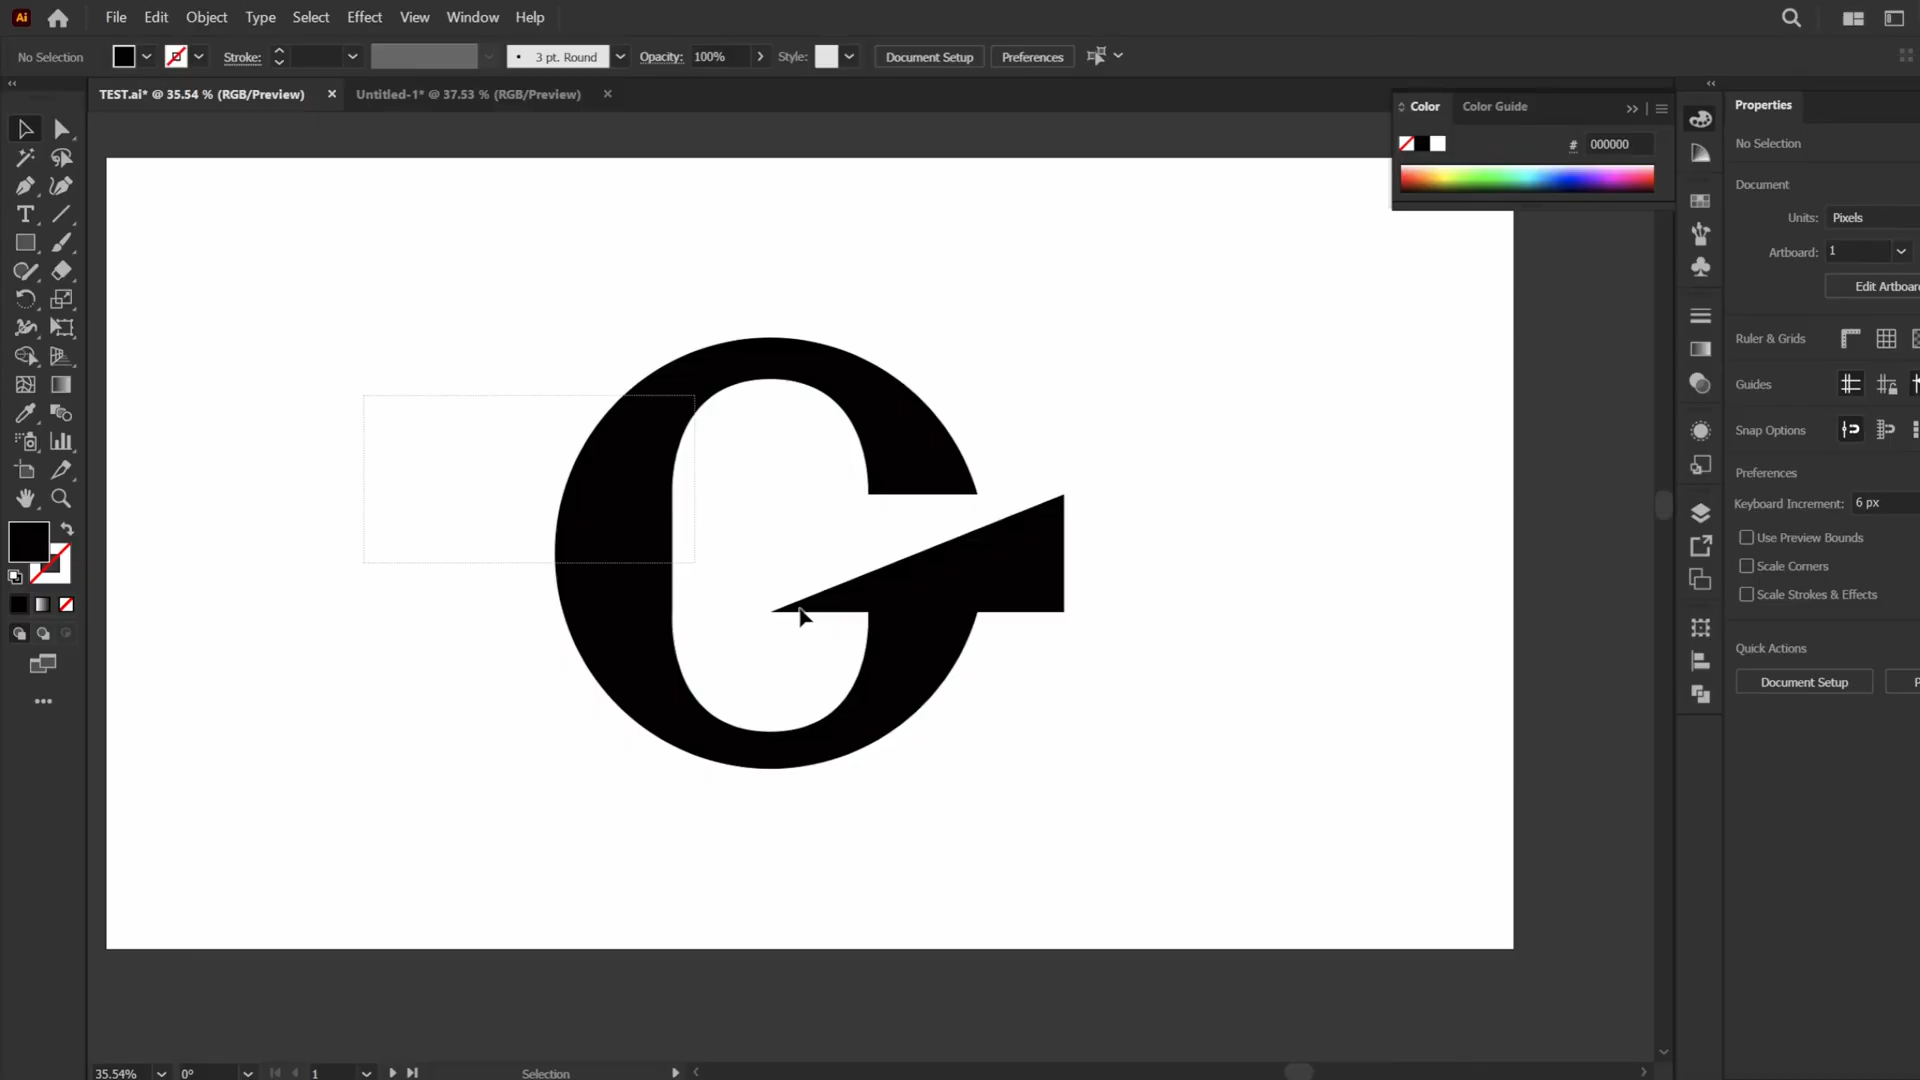 Ai File Edit Object Type Select Effect View Window Help
No Selection Stroke: 3 pt. Round Opacity: 100% Style: Document Setup Preferences
TEST.ai* @ 35.54 % (RGB/Preview) Untitled-1* @ 37.53 % (RGB/Preview)
Color Color Guide
# 000000
Properties
No Selection
Document
Units: Pixels
Artboard: 1
Edit Artboar
Ruler & Grids
Guides
Snap Options
Preferences
Keyboard Increment: 6 px
Use Preview Bounds
Scale Corners
Scale Strokes & Effects
Quick Actions
Document Setup P
G
35.54% 0° 1 Selection